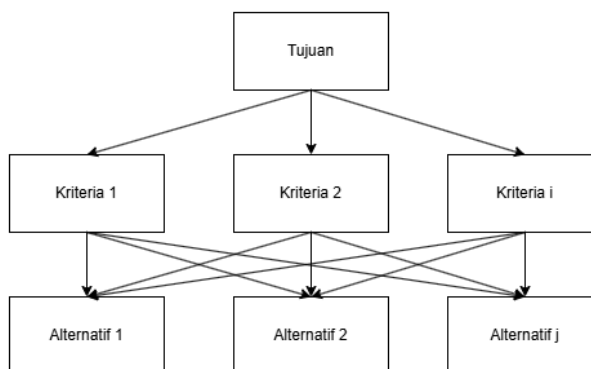 Tujuan
Kriteria 1
Kriteria 2
Kriteria i
Alternatif 1
Alternatif 2
Alternatif j